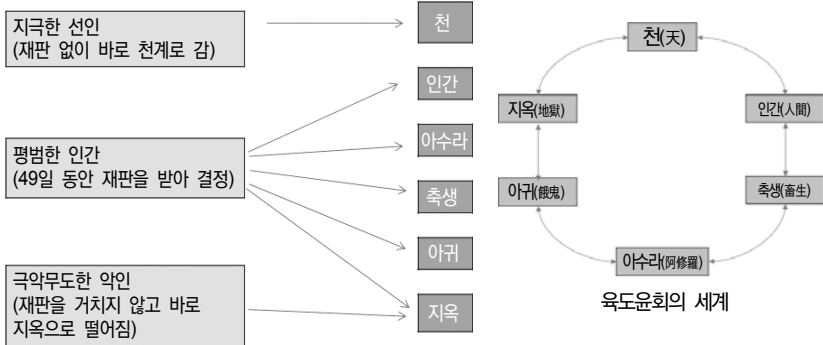 지극한 선인
(재판 없이 바로 천계로 감)
평범한 인간
(49일 동안 재판을 받아 결정)
극악무도한 악인
(재판을 거치지 않고 바로
지옥으로 떨어짐)
천
인간
아수라
축생
아귀
지옥
천(天)
지옥(地獄)
인간(人間)
아귀(餓鬼)
축생(畜生)
아수라(阿修羅)
육도윤회의 세계